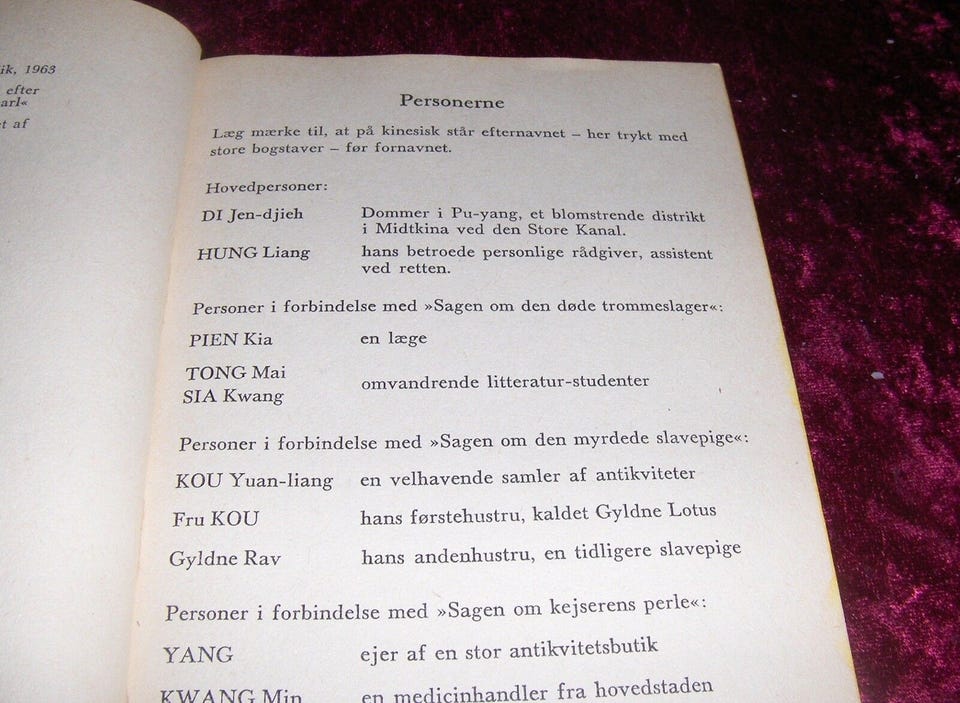 ik, 1963
efter
arl«
t af
Personerne
Læg mærke til, at på kinesisk står efternavnet – her trykt med
store bogstaver – før fornavnet.
Hovedpersoner:
DI Jen-djieh Dommer i Pu-yang, et blomstrende distrikt
i Midtkina ved den Store Kanal.
HUNG Liang hans betroede personlige rådgiver, assistent
ved retten.
Personer i forbindelse med »Sagen om den døde trommeslager«:
PIEN Kia en læge
TONG Mai
SIA Kwang omvandrende litteratur-studenter
Personer i forbindelse med »Sagen om den myrdede slavepige«:
KOU Yuan-liang en velhavende samler af antikviteter
Fru KOU hans førstehustru, kaldet Gyldne Lotus
Gyldne Rav hans andenhustru, en tidligere slavepige
Personer i forbindelse med »Sagen om kejserens perle«:
YANG ejer af en stor antikvitetsbutik
KWANG Min en medicinhandler fra hovedstaden